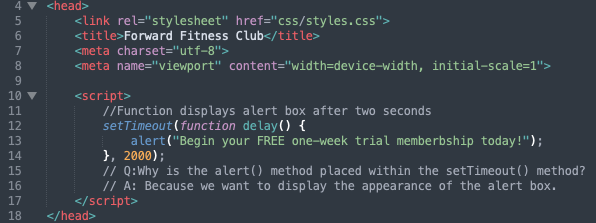 4 <head>
5 <link rel="stylesheet" href="css/styles.css">
6 <title>Forward Fitness Club</title>
7 <meta charset="utf-8">
8 <meta name="viewport" content="width=device-width, initial-scale=1">
9
10 <script>
11 //Function displays alert box after two seconds
12 setTimeout(function delay() {
13 alert("Begin your FREE one-week trial memberbship today!");
14 }, 2000);
15 // Q:Why is the alert() method placed within the setTimeout() method?
16 // A: Because we want to display the appearance of the alert box.
17 </script>
18 </head>